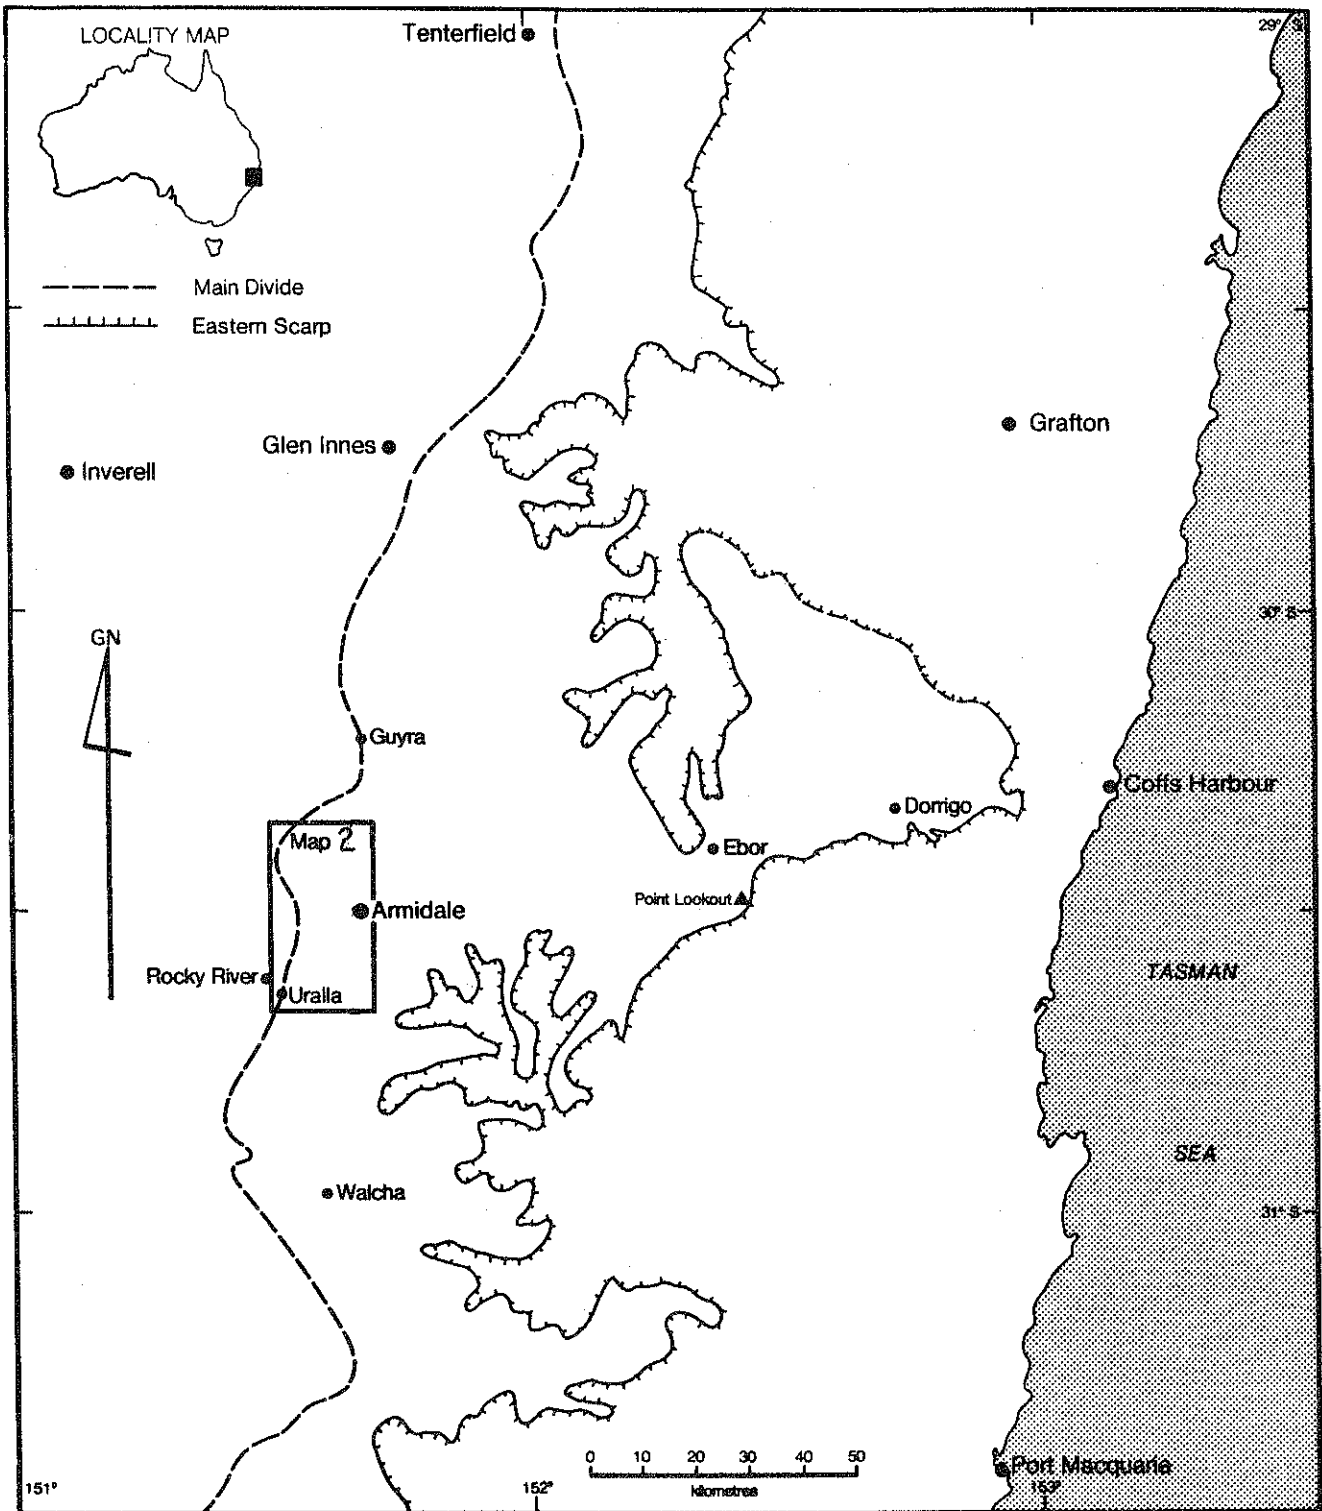 LOCALITY MAP
Tenterfield
29° S
Main Divide
Eastern Scarp
Grafton
Glen Innes
Inverell
30° S
GN
Guyra
Coffs Harbour
Dorrigo
Map 2
Ebor
Point Lookout
Armidale
TASMAN
Rocky River
Uralla
SEA
Walcha
31° S
0 10 20 30 40 50
kilometres
Port Macquarie
151°
152°
153°